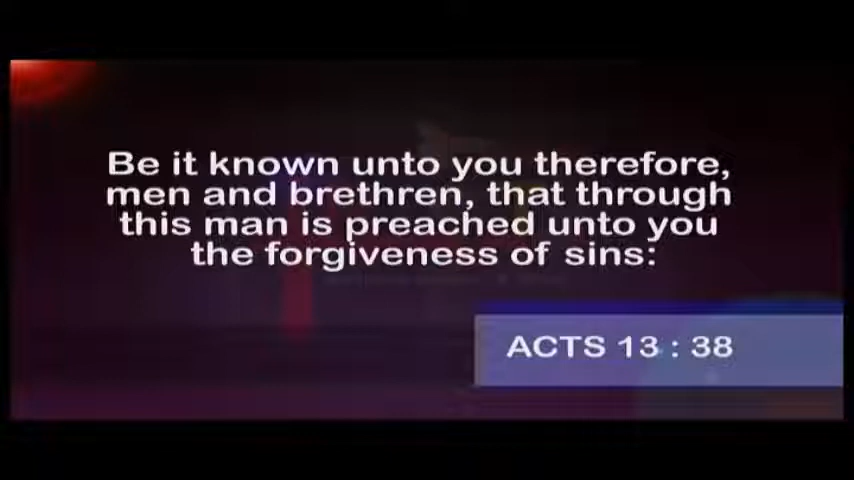 Be it known unto you therefore,
men and brethren, that through
this man is preached unto you
the forgiveness of sins:
ACTS 13 : 38